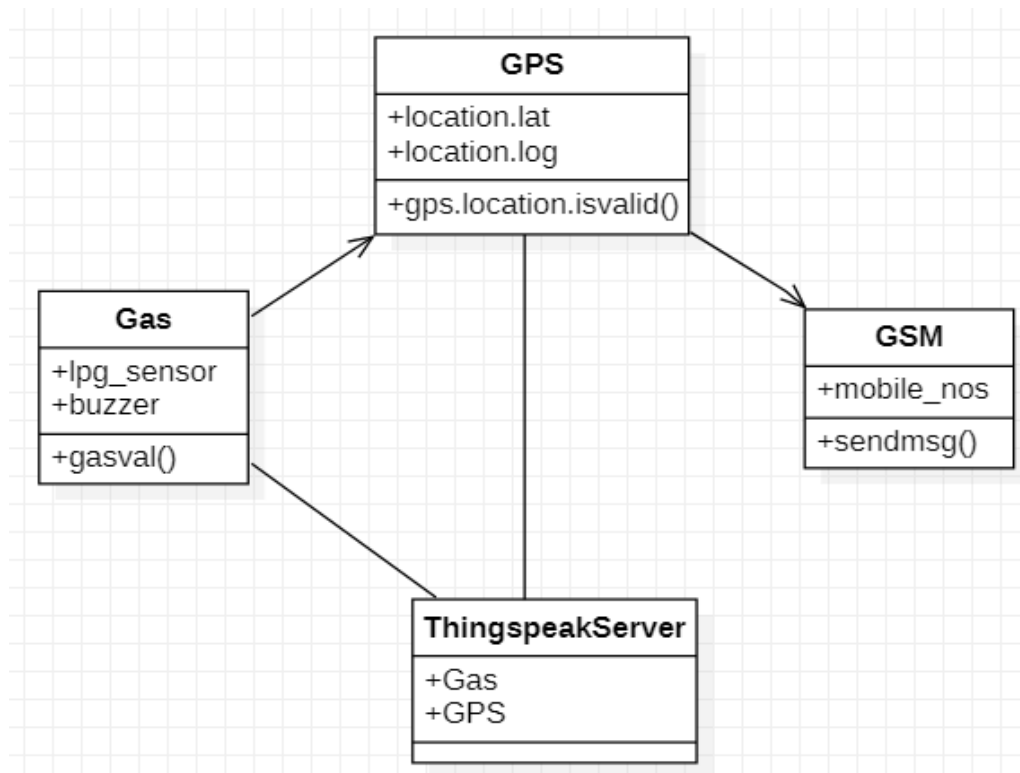 GPS
+location.lat
+location.log
+gps.location.isvalid()
Gas
+lpg_sensor
+buzzer
+gasval()
GSM
+mobile_nos
+sendmsg()
ThingspeakServer
+Gas
+GPS